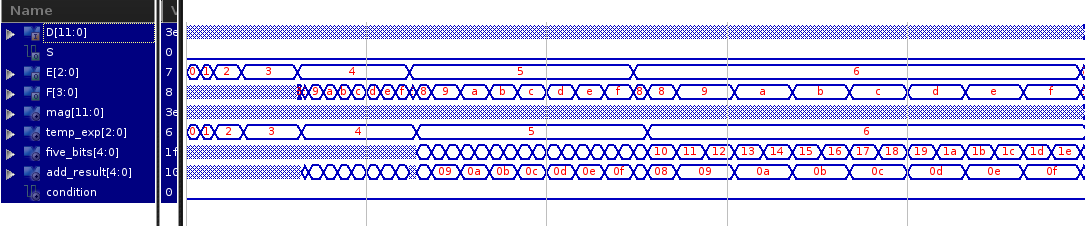 Name V
D[11:0] 3e
S 0
E[2:0] 7 0 1 2 3 4 5 6
F[3:0] 8 9 a b c d e f 8 9 a b c d e f 8 8 9 a b c d e f
mag[11:0] 3e
temp_exp[2:0] 6 0 1 2 3 4 5 6
five_bits[4:0] 1f 10 11 12 13 14 15 16 17 18 19 1a 1b 1c 1d 1e
add_result[4:0] 10 09 0a 0b 0c 0d 0e 0f 08 09 0a 0b 0c 0d 0e 0f
condition 0